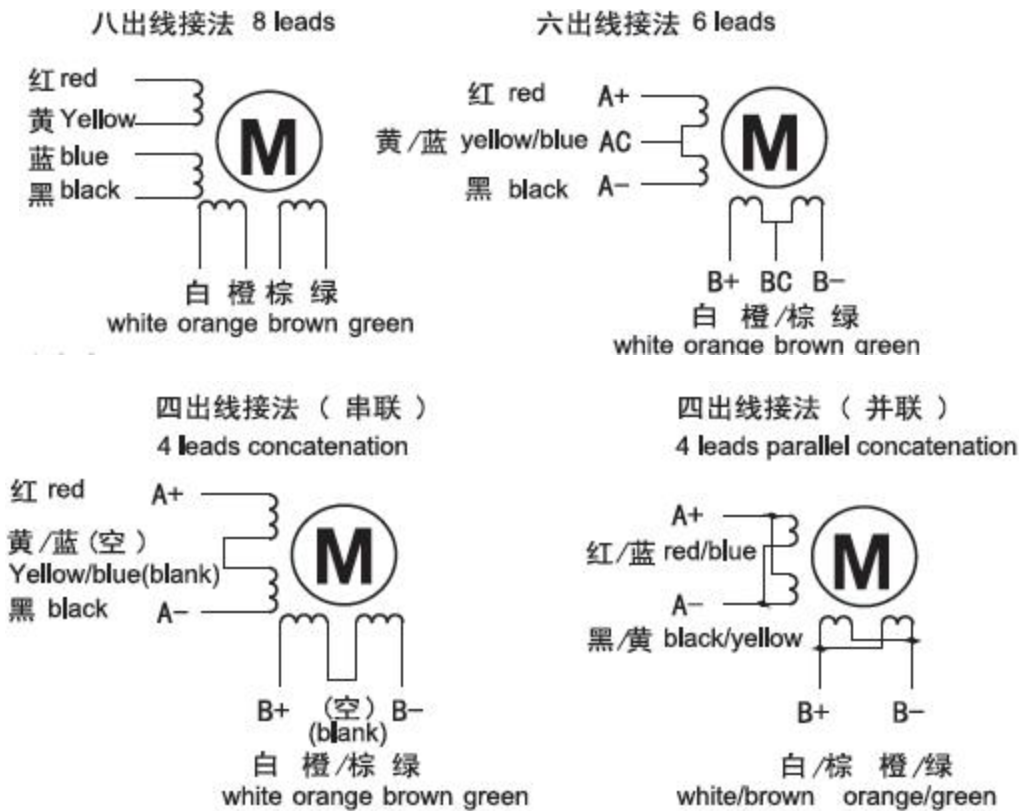 八出线接法 8 leads
红 red
黄 Yellow
蓝 blue
黑 black
M
白 橙 棕 绿
white orange brown green
六出线接法 6 leads
红 red A+
黄/蓝 yellow/blue AC
黑 black A-
M
B+ BC B-
白 橙/棕 绿
white orange brown green
四出线接法 ( 串联 )
4 leads concatenation
红 red A+
黄/蓝(空)
Yellow/blue(blank)
黑 black A-
M
B+ (空) B-
(blank)
白 橙/棕 绿
white orange brown green
四出线接法 ( 并联 )
4 leads parallel concatenation
A+
红/蓝 red/blue
A-
黑/黄 black/yellow
M
B+ B-
白/棕 橙/绿
white/brown orange/green